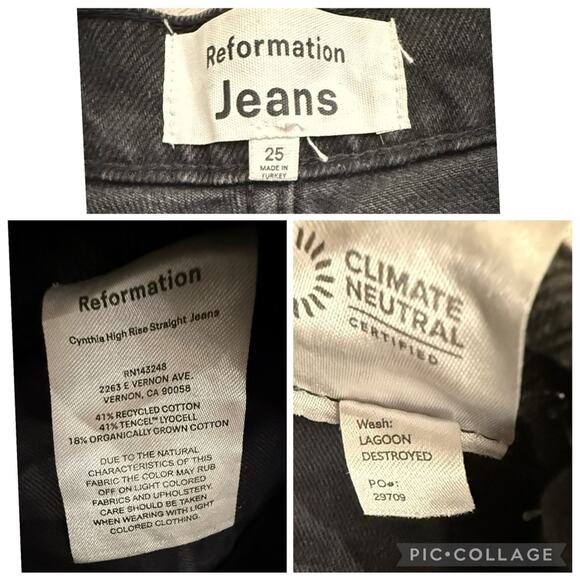 Reformation
Jeans
25
MADE IN
TURKEY
Reformation
Cynthia High Rise Straight Jeans
RN143248
2263 E VERNON AVE.
VERNON, CA 90058
41% RECYCLED COTTON
41% TENCEL™ LYOCELL
18% ORGANICALLY GROWN COTTON
DUE TO THE NATURAL
CHARACTERISTICS OF THIS
FABRIC THE COLOR MAY RUB
OFF ON LIGHT COLORED
FABRICS AND UPHOLSTERY.
CARE SHOULD BE TAKEN
WHEN WEARING WITH LIGHT
COLORED CLOTHING.
CLIMATE
NEUTRAL
CERTIFIED
Wash:
LAGOON
DESTROYED
PO#:
29709
PIC•COLLAGE